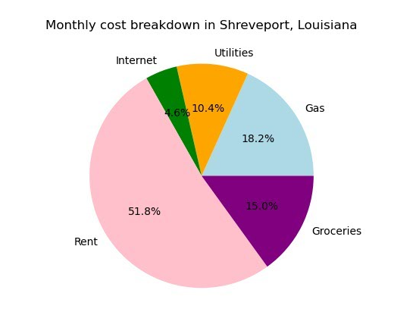 Monthly cost breakdown in Shreveport, Louisiana
Utilities
Internet
Gas
10.4%
4.6%
18.2%
51.8%
15.0%
Groceries
Rent